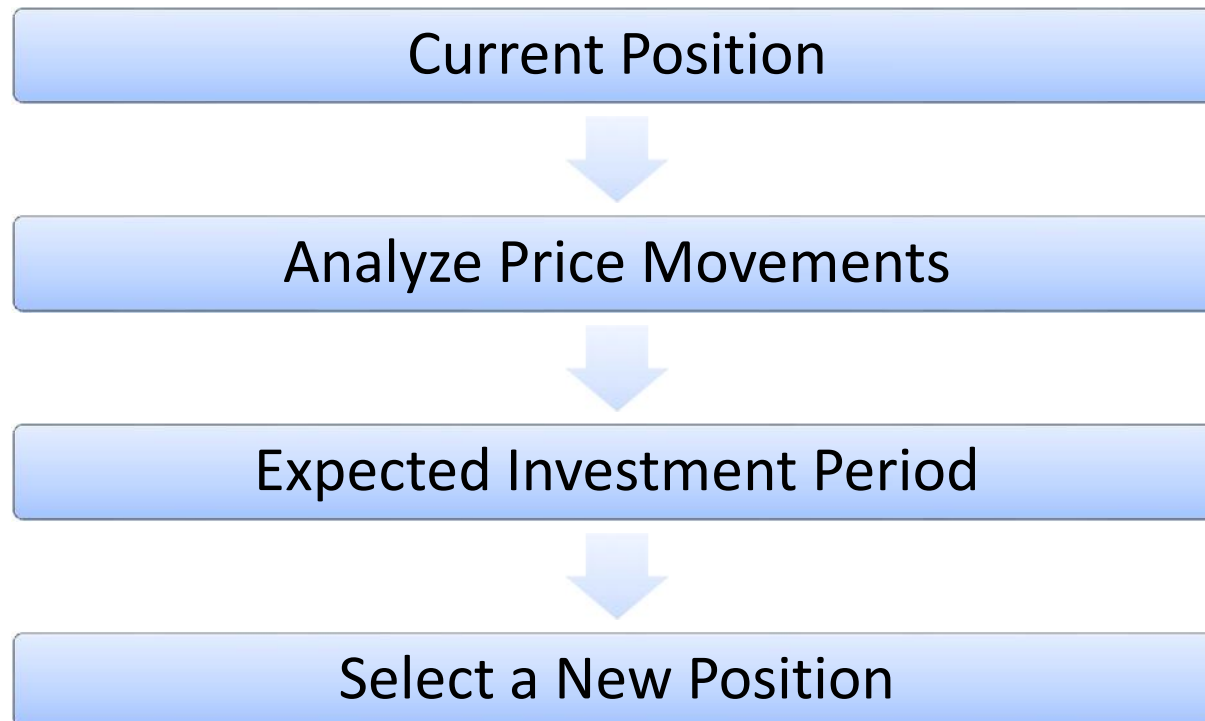 Current Position
Analyze Price Movements
Expected Investment Period
Select a New Position